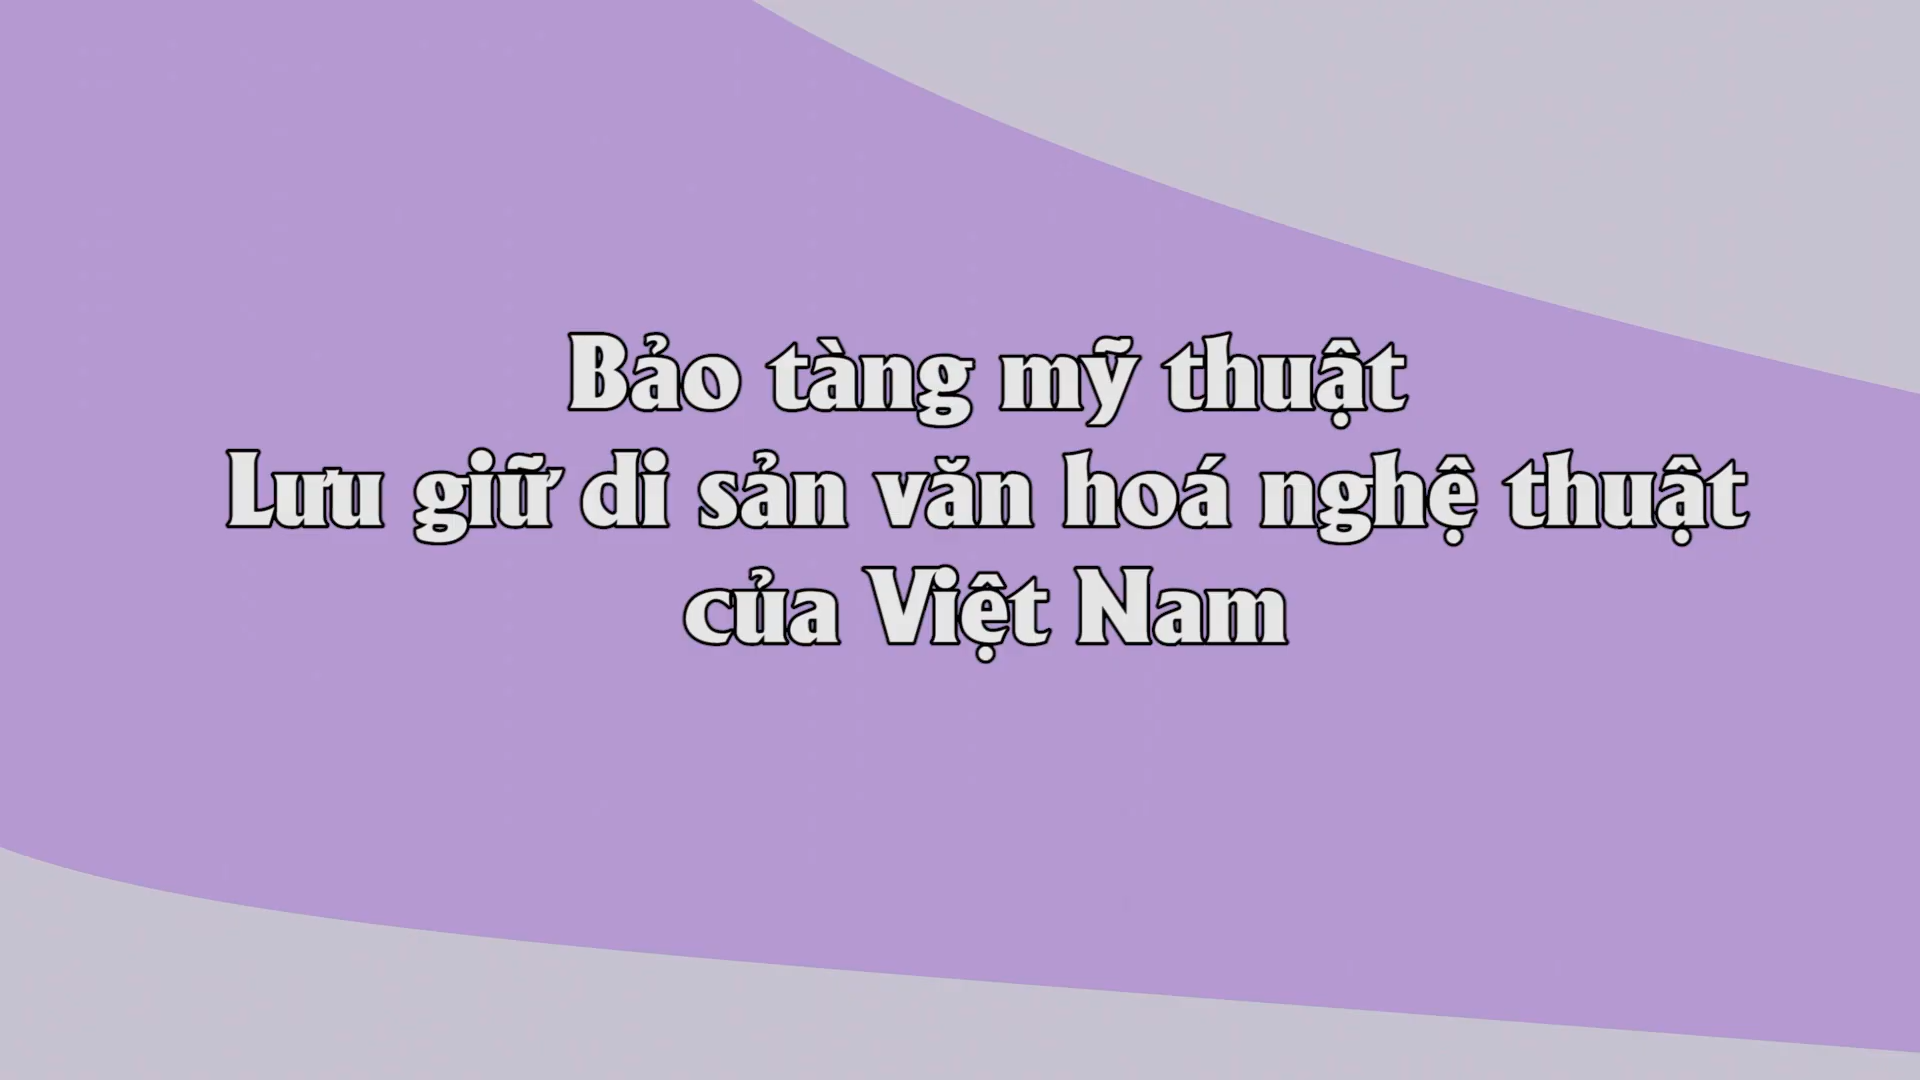 Bảo tàng mỹ thuật
Lưu giữ di sản văn hoá nghệ thuật
của Việt Nam